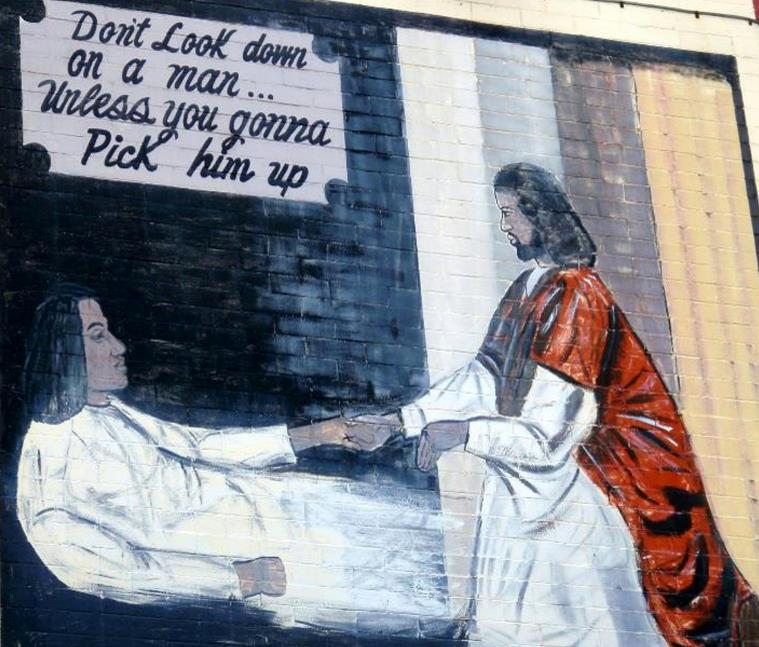 Don't Look down
on a man...
Unless you gonna
Pick him up